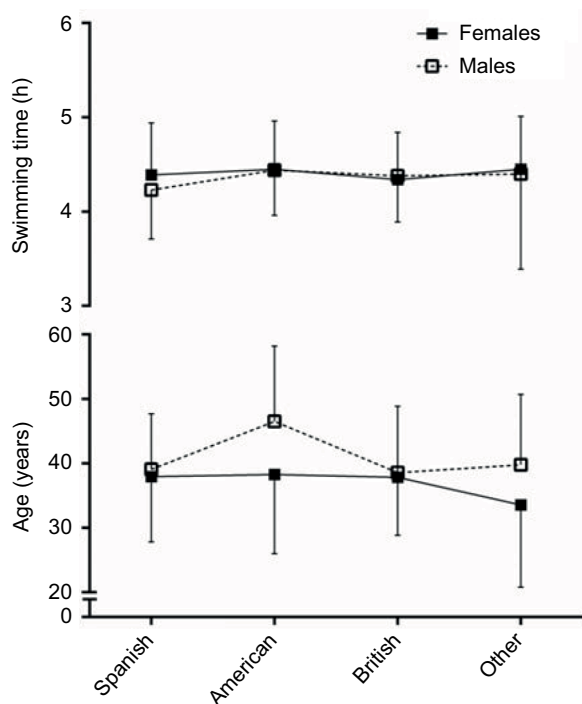 6
Females
Males
5
4
3
Swimming time (h)
60
50
40
30
20
0
Age (years)
Spanish
American
British
Other